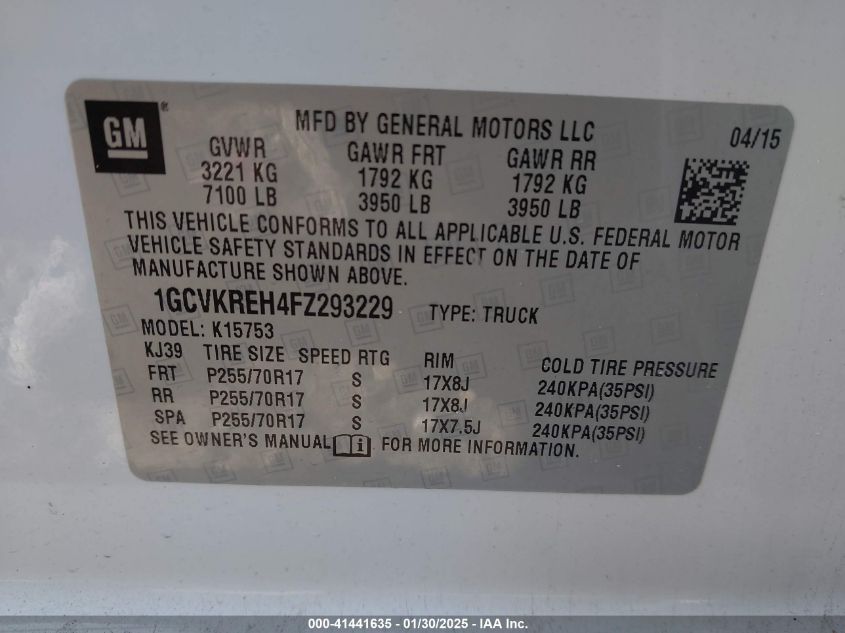 GM®
MFD BY GENERAL MOTORS LLC 04/15
GVWR GAWR FRT GAWR RR
3221 KG 1792 KG 1792 KG
7100 LB 3950 LB 3950 LB
THIS VEHICLE CONFORMS TO ALL APPLICABLE U.S. FEDERAL MOTOR
VEHICLE SAFETY STANDARDS IN EFFECT ON THE DATE OF
MANUFACTURE SHOWN ABOVE.
1GCVKREH4FZ293229 TYPE: TRUCK
MODEL: K15753
KJ39 TIRE SIZE SPEED RTG RIM COLD TIRE PRESSURE
FRT P255/70R17 S 17X8J 240KPA(35PSI)
RR P255/70R17 S 17X8J 240KPA(35PSI)
SPA P255/70R17 S 17X7.5J 240KPA(35PSI)
SEE OWNER'S MANUAL FOR MORE INFORMATION.
000-41441635 - 01/30/2025 - IAA Inc.